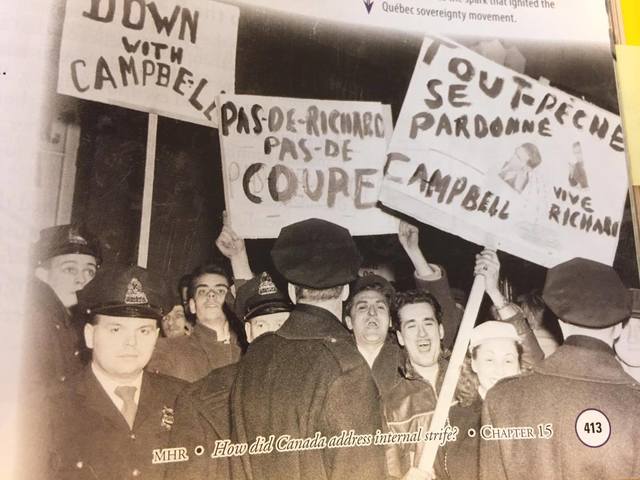 the spark that ignited the
Québec sovereignty movement.
DOWN
WITH
CAMPBELL
PAS-DE-RICHARD
PAS-DE
COUPE
TOUT-PÉCHÉ
SE
PARDONNE
CAMPBELL
VIVE
RICHARD
MHR • How did Canada address internal strife? • CHAPTER 15 413